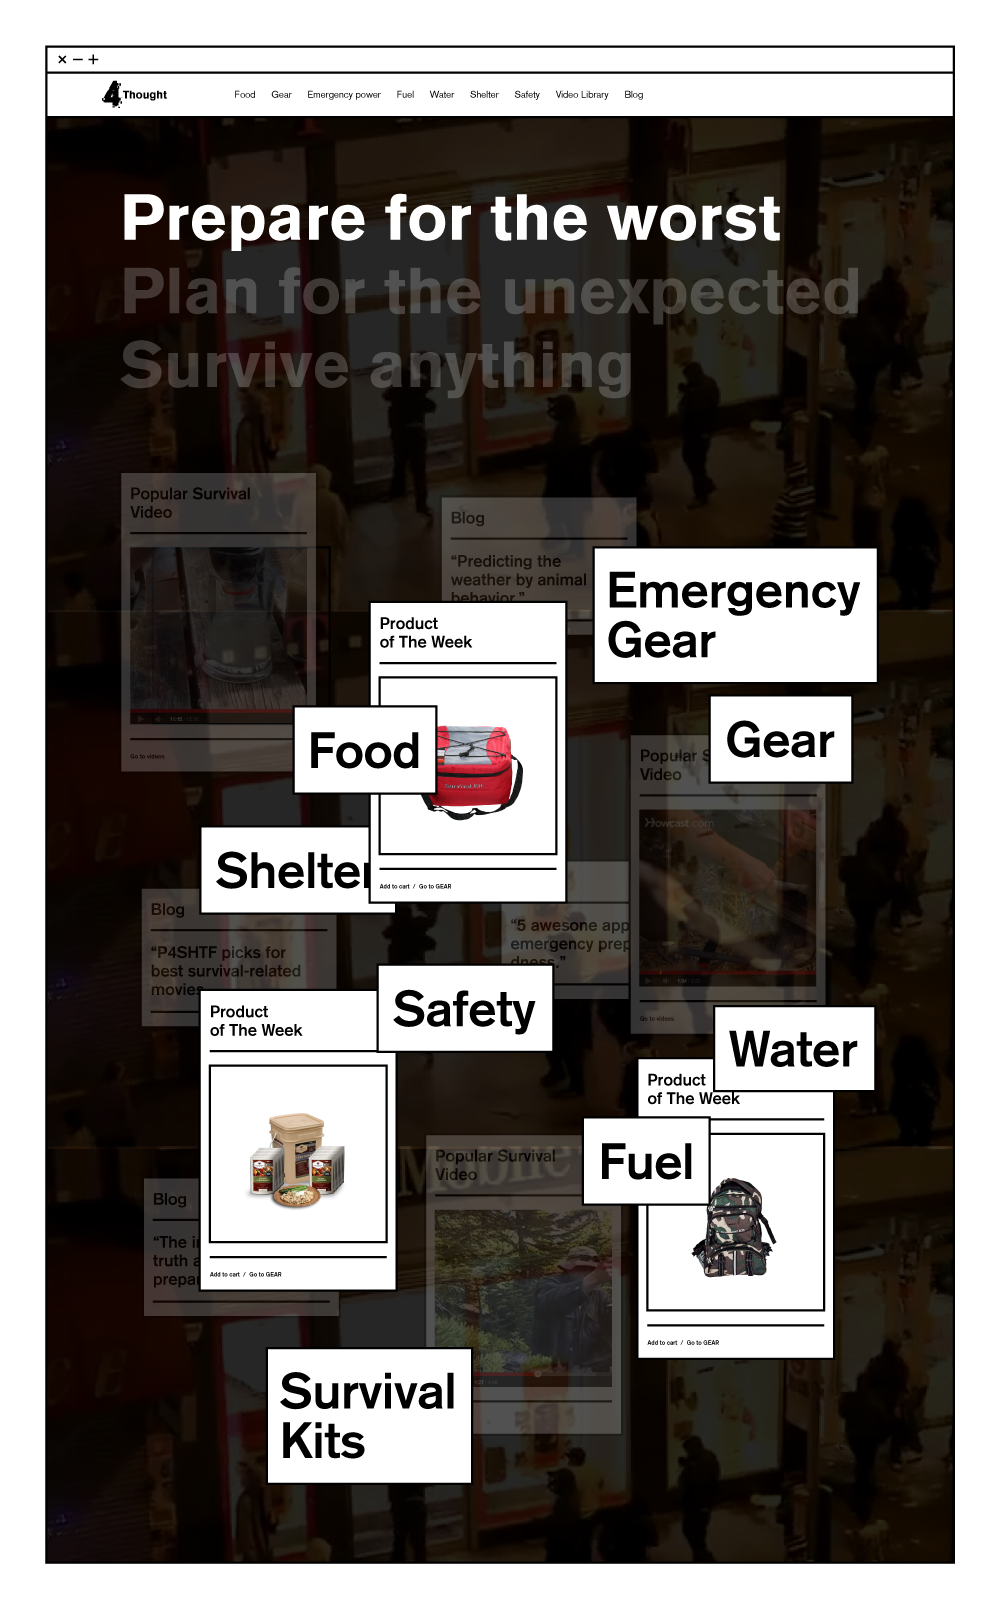 4 Thought
Food
Gear
Emergency power
Fuel
Water
Shelter
Safety
Video Library
Blog
Prepare for the worst
Plan for the unexpected
Survive anything
Popular Survival
Video
Go to videos
Blog
“Predicting the
weather by animal
behavior.”
Emergency
Gear
Product
of The Week
Add to cart / Go to GEAR
Food
Gear
Popular S
Video
Howcast.com
Go to videos
Shelter
Blog
“P4SHTF picks for
best survival-related
movies
“5 awesome app
emergency prep
dness.”
Safety
Product
of The Week
Add to cart / Go to GEAR
Water
Product
of The Week
Add to cart / Go to GEAR
Fuel
Popular Survival
Video
Blog
“The i
truth a
prepa
Survival
Kits